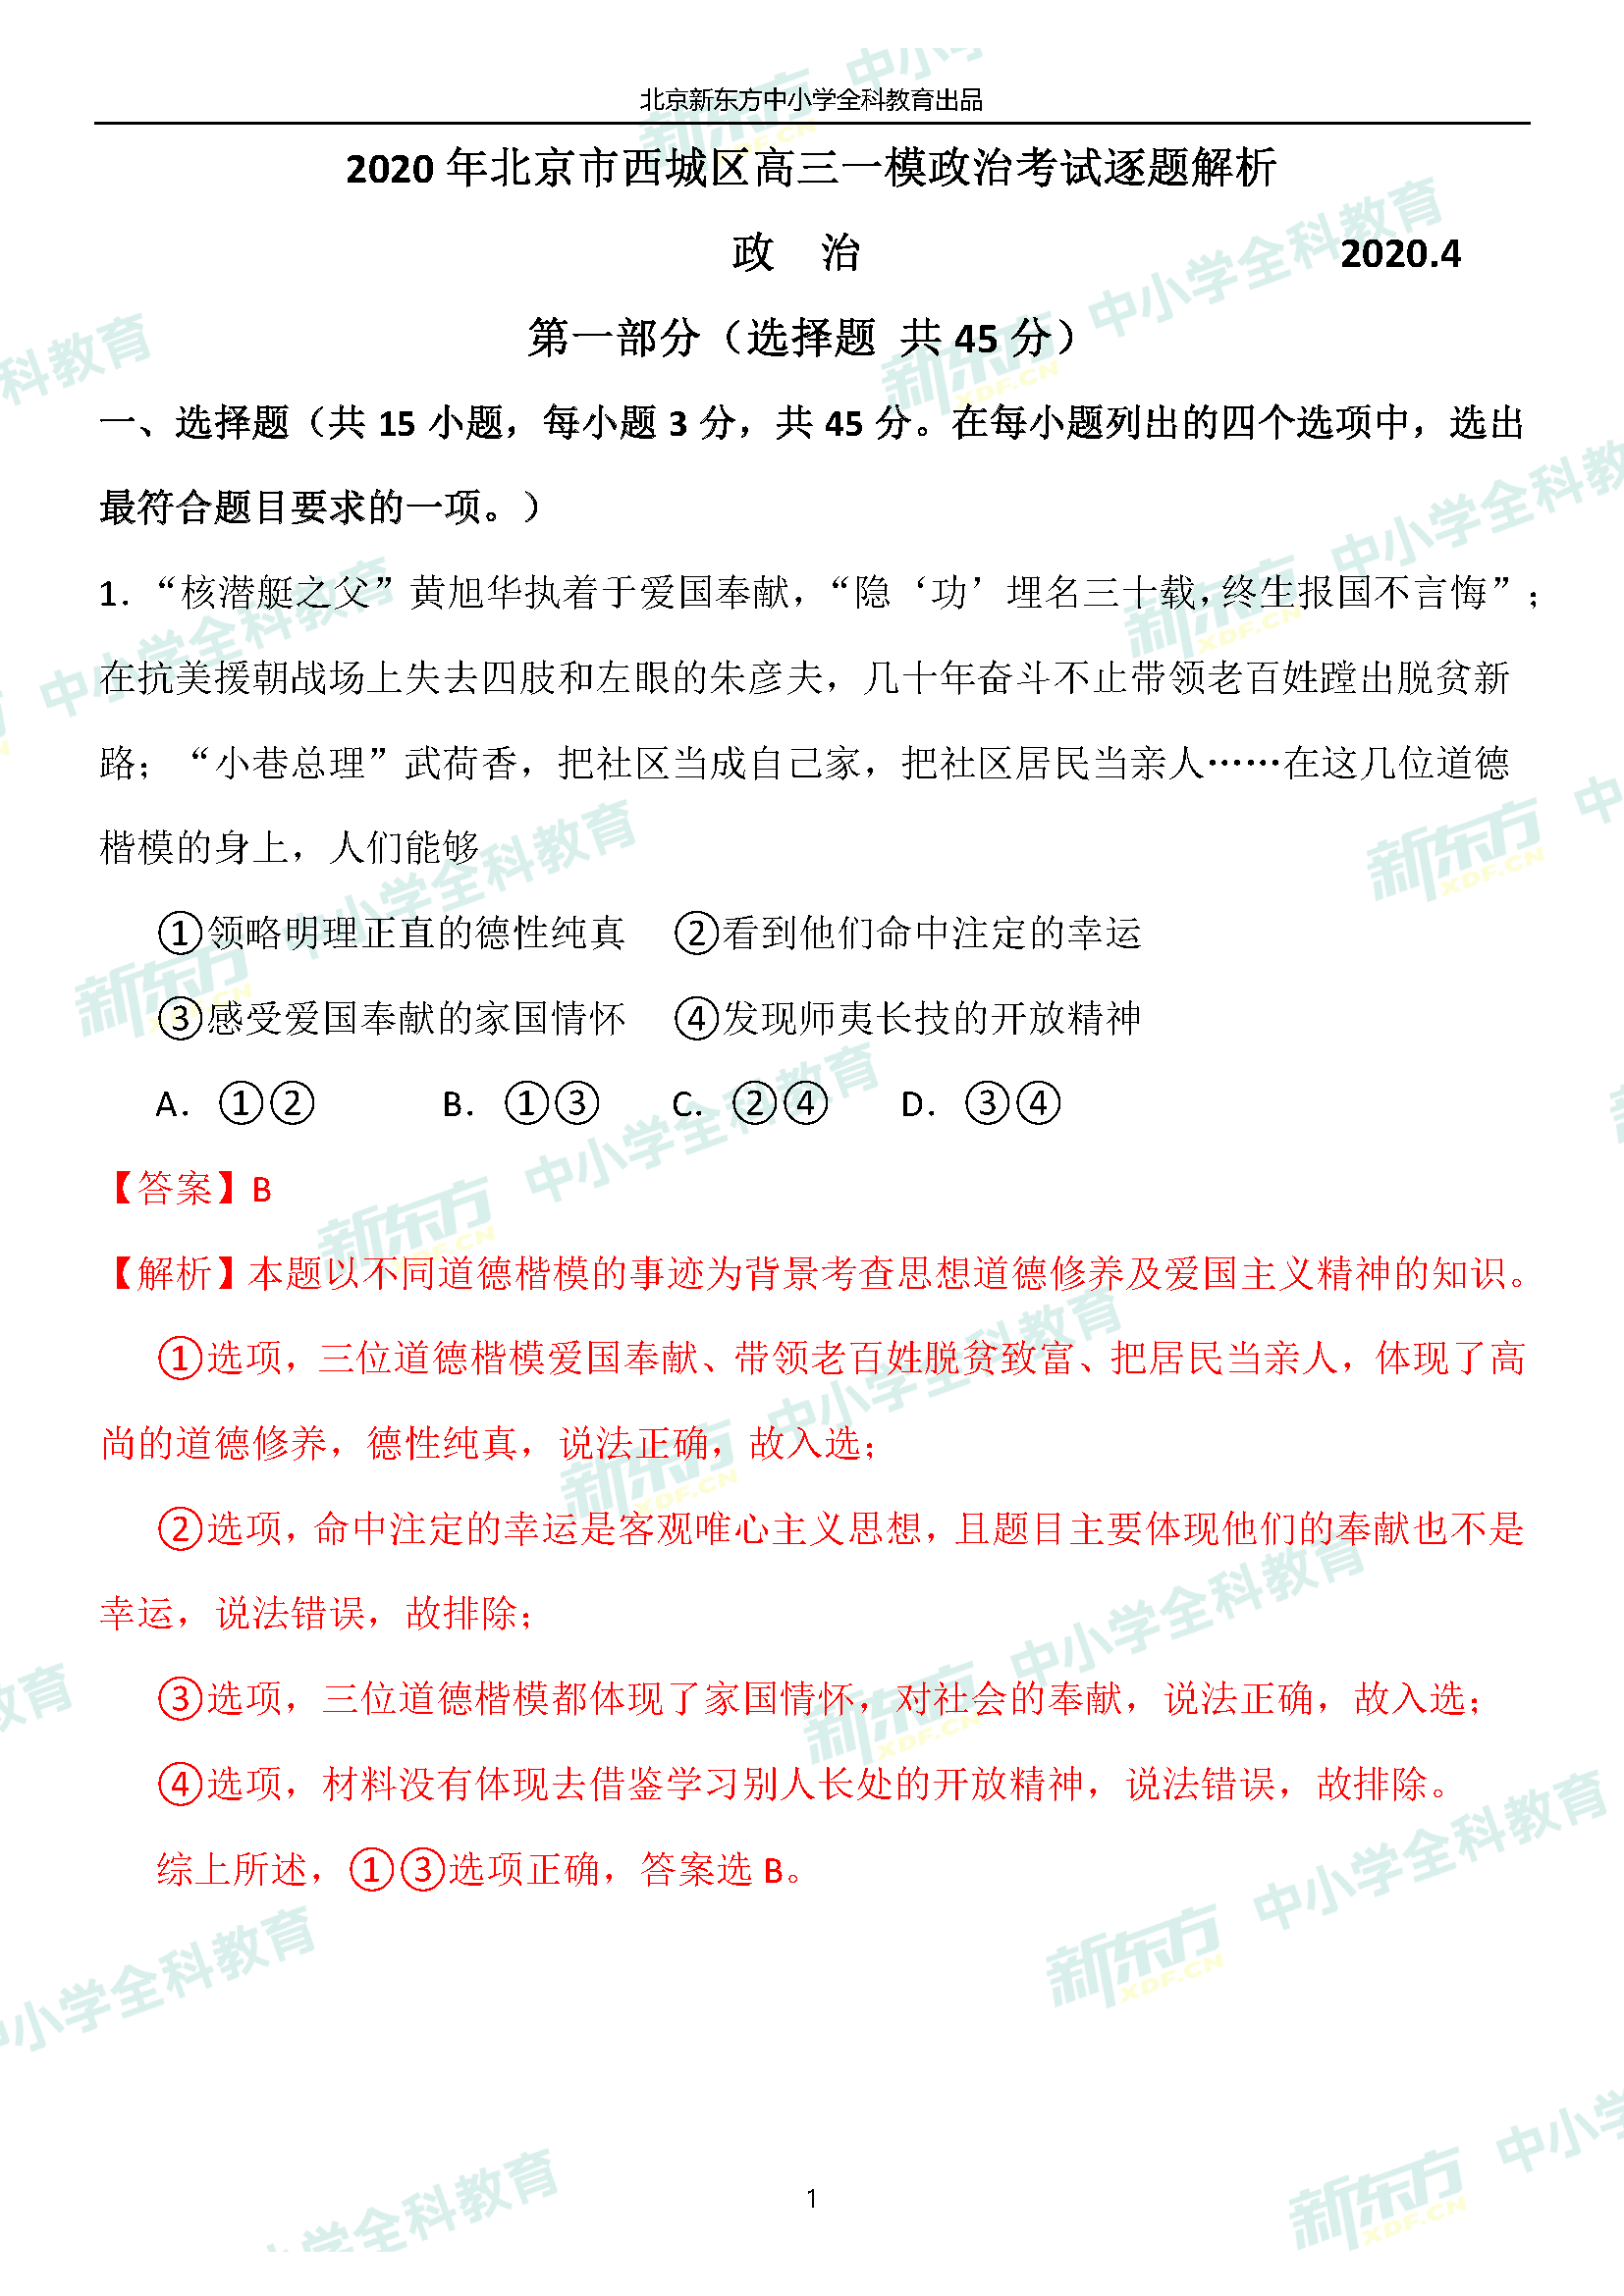 北京新东方中小学全科教育出品
2020 年北京市西城区高三一模政治考试逐题解析
政 治 2020.4
第一部分（选择题 共 45 分）
一、选择题（共 15 小题，每小题 3 分，共 45 分。在每小题列出的四个选项中，选出
最符合题目要求的一项。）
1．“核潜艇之父”黄旭华执着于爱国奉献，“隐‘功’埋名三十载，终生报国不言悔”；
在抗美援朝战场上失去四肢和左眼的朱彦夫，几十年奋斗不止带领老百姓蹚出脱贫新
路；“小巷总理”武荷香，把社区当成自己家，把社区居民当亲人……在这几位道德
楷模的身上，人们能够
①领略明理正直的德性纯真 ②看到他们命中注定的幸运
③感受爱国奉献的家国情怀 ④发现师夷长技的开放精神
A．①② B．①③ C．②④ D．③④
【答案】B
【解析】本题以不同道德楷模的事迹为背景考查思想道德修养及爱国主义精神的知识。
①选项，三位道德楷模爱国奉献、带领老百姓脱贫致富、把居民当亲人，体现了高
尚的道德修养，德性纯真，说法正确，故入选；
②选项，命中注定的幸运是客观唯心主义思想，且题目主要体现他们的奉献也不是
幸运，说法错误，故排除；
③选项，三位道德楷模都体现了家国情怀，对社会的奉献，说法正确，故入选；
④选项，材料没有体现去借鉴学习别人长处的开放精神，说法错误，故排除。
综上所述，①③选项正确，答案选 B。
1
新东方 XDF.CN 中小学全科教育